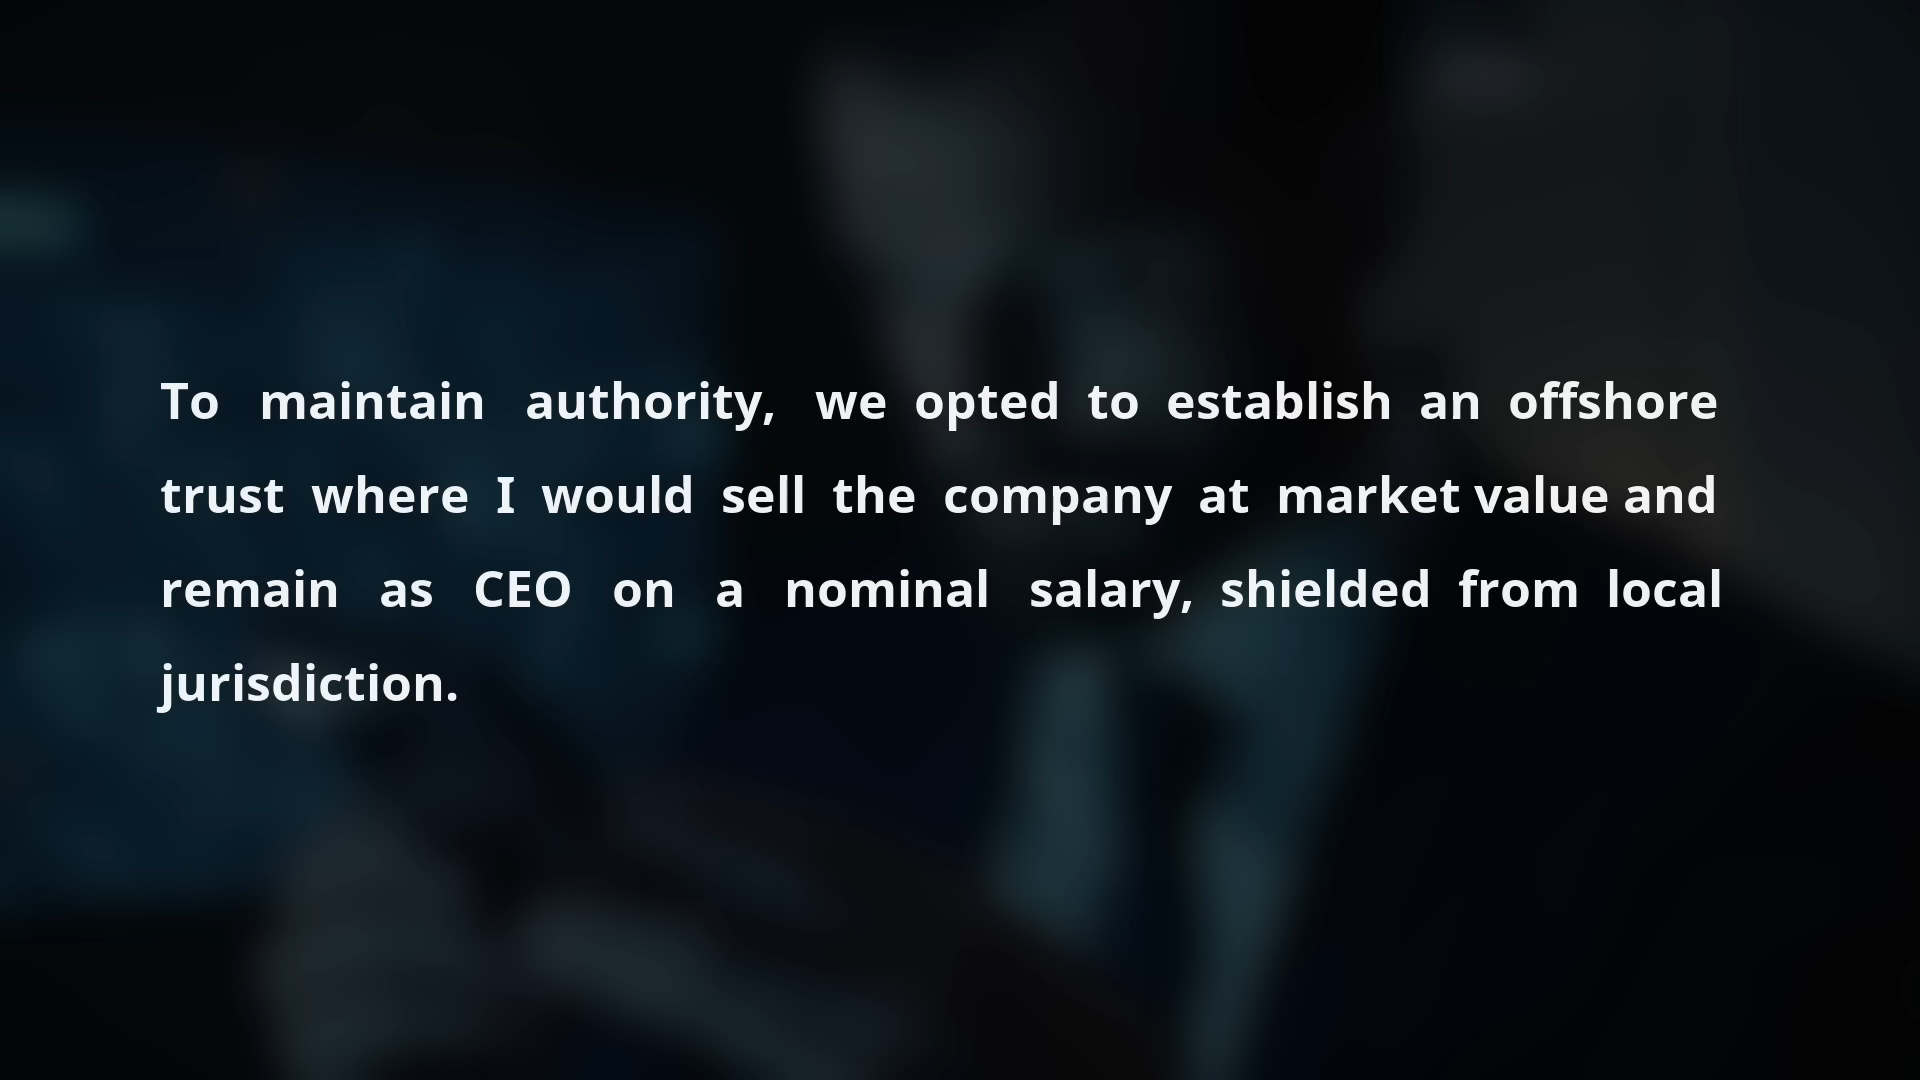 To maintain authority, we opted to establish an offshore
trust where I would sell the company at market value and
remain as CEO on a nominal salary, shielded from local
jurisdiction.